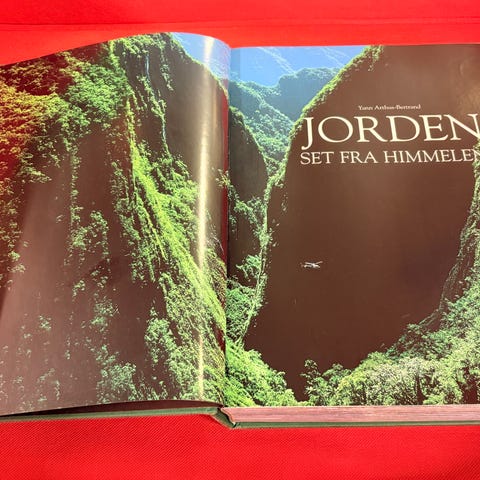 Yann Arthus-Bertrand
JORDEN
SET FRA HIMMELEN